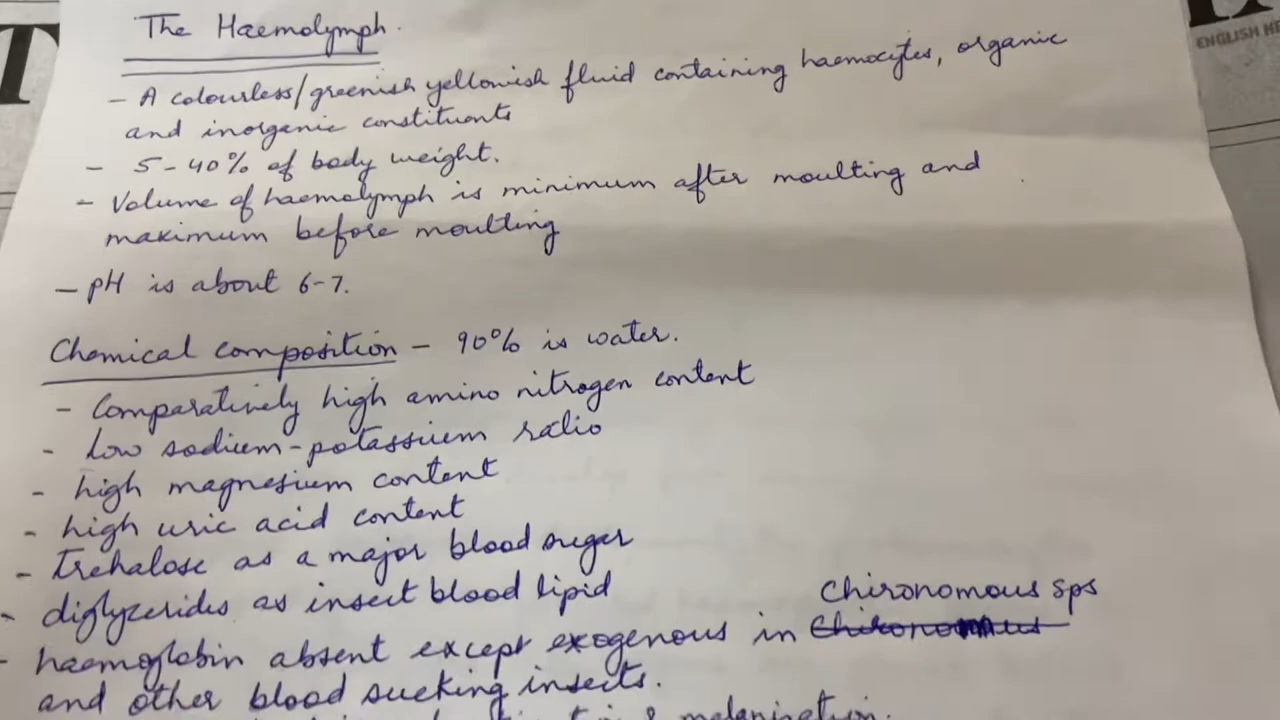 The Haemolymph.
ENGLISH
- A colourless/greenish yellowish fluid containing haemocytes, organic
and inorganic constituents
- 5-40% of body weight.
- Volume of haemolymph is minimum after moulting and
maximum before moulting
- pH is about 6-7.
Chemical composition - 90% is water.
- Comparatively high amino nitrogen content
- Low sodium-potassium ratio
- high magnesium content
- high uric acid content
- Trehalose as a major blood sugar
- diglycerides as insect blood lipid
Chironomous sps
- haemoglobin absent except exogenous in Chironomus
and other blood sucking insects.
& melanisation.